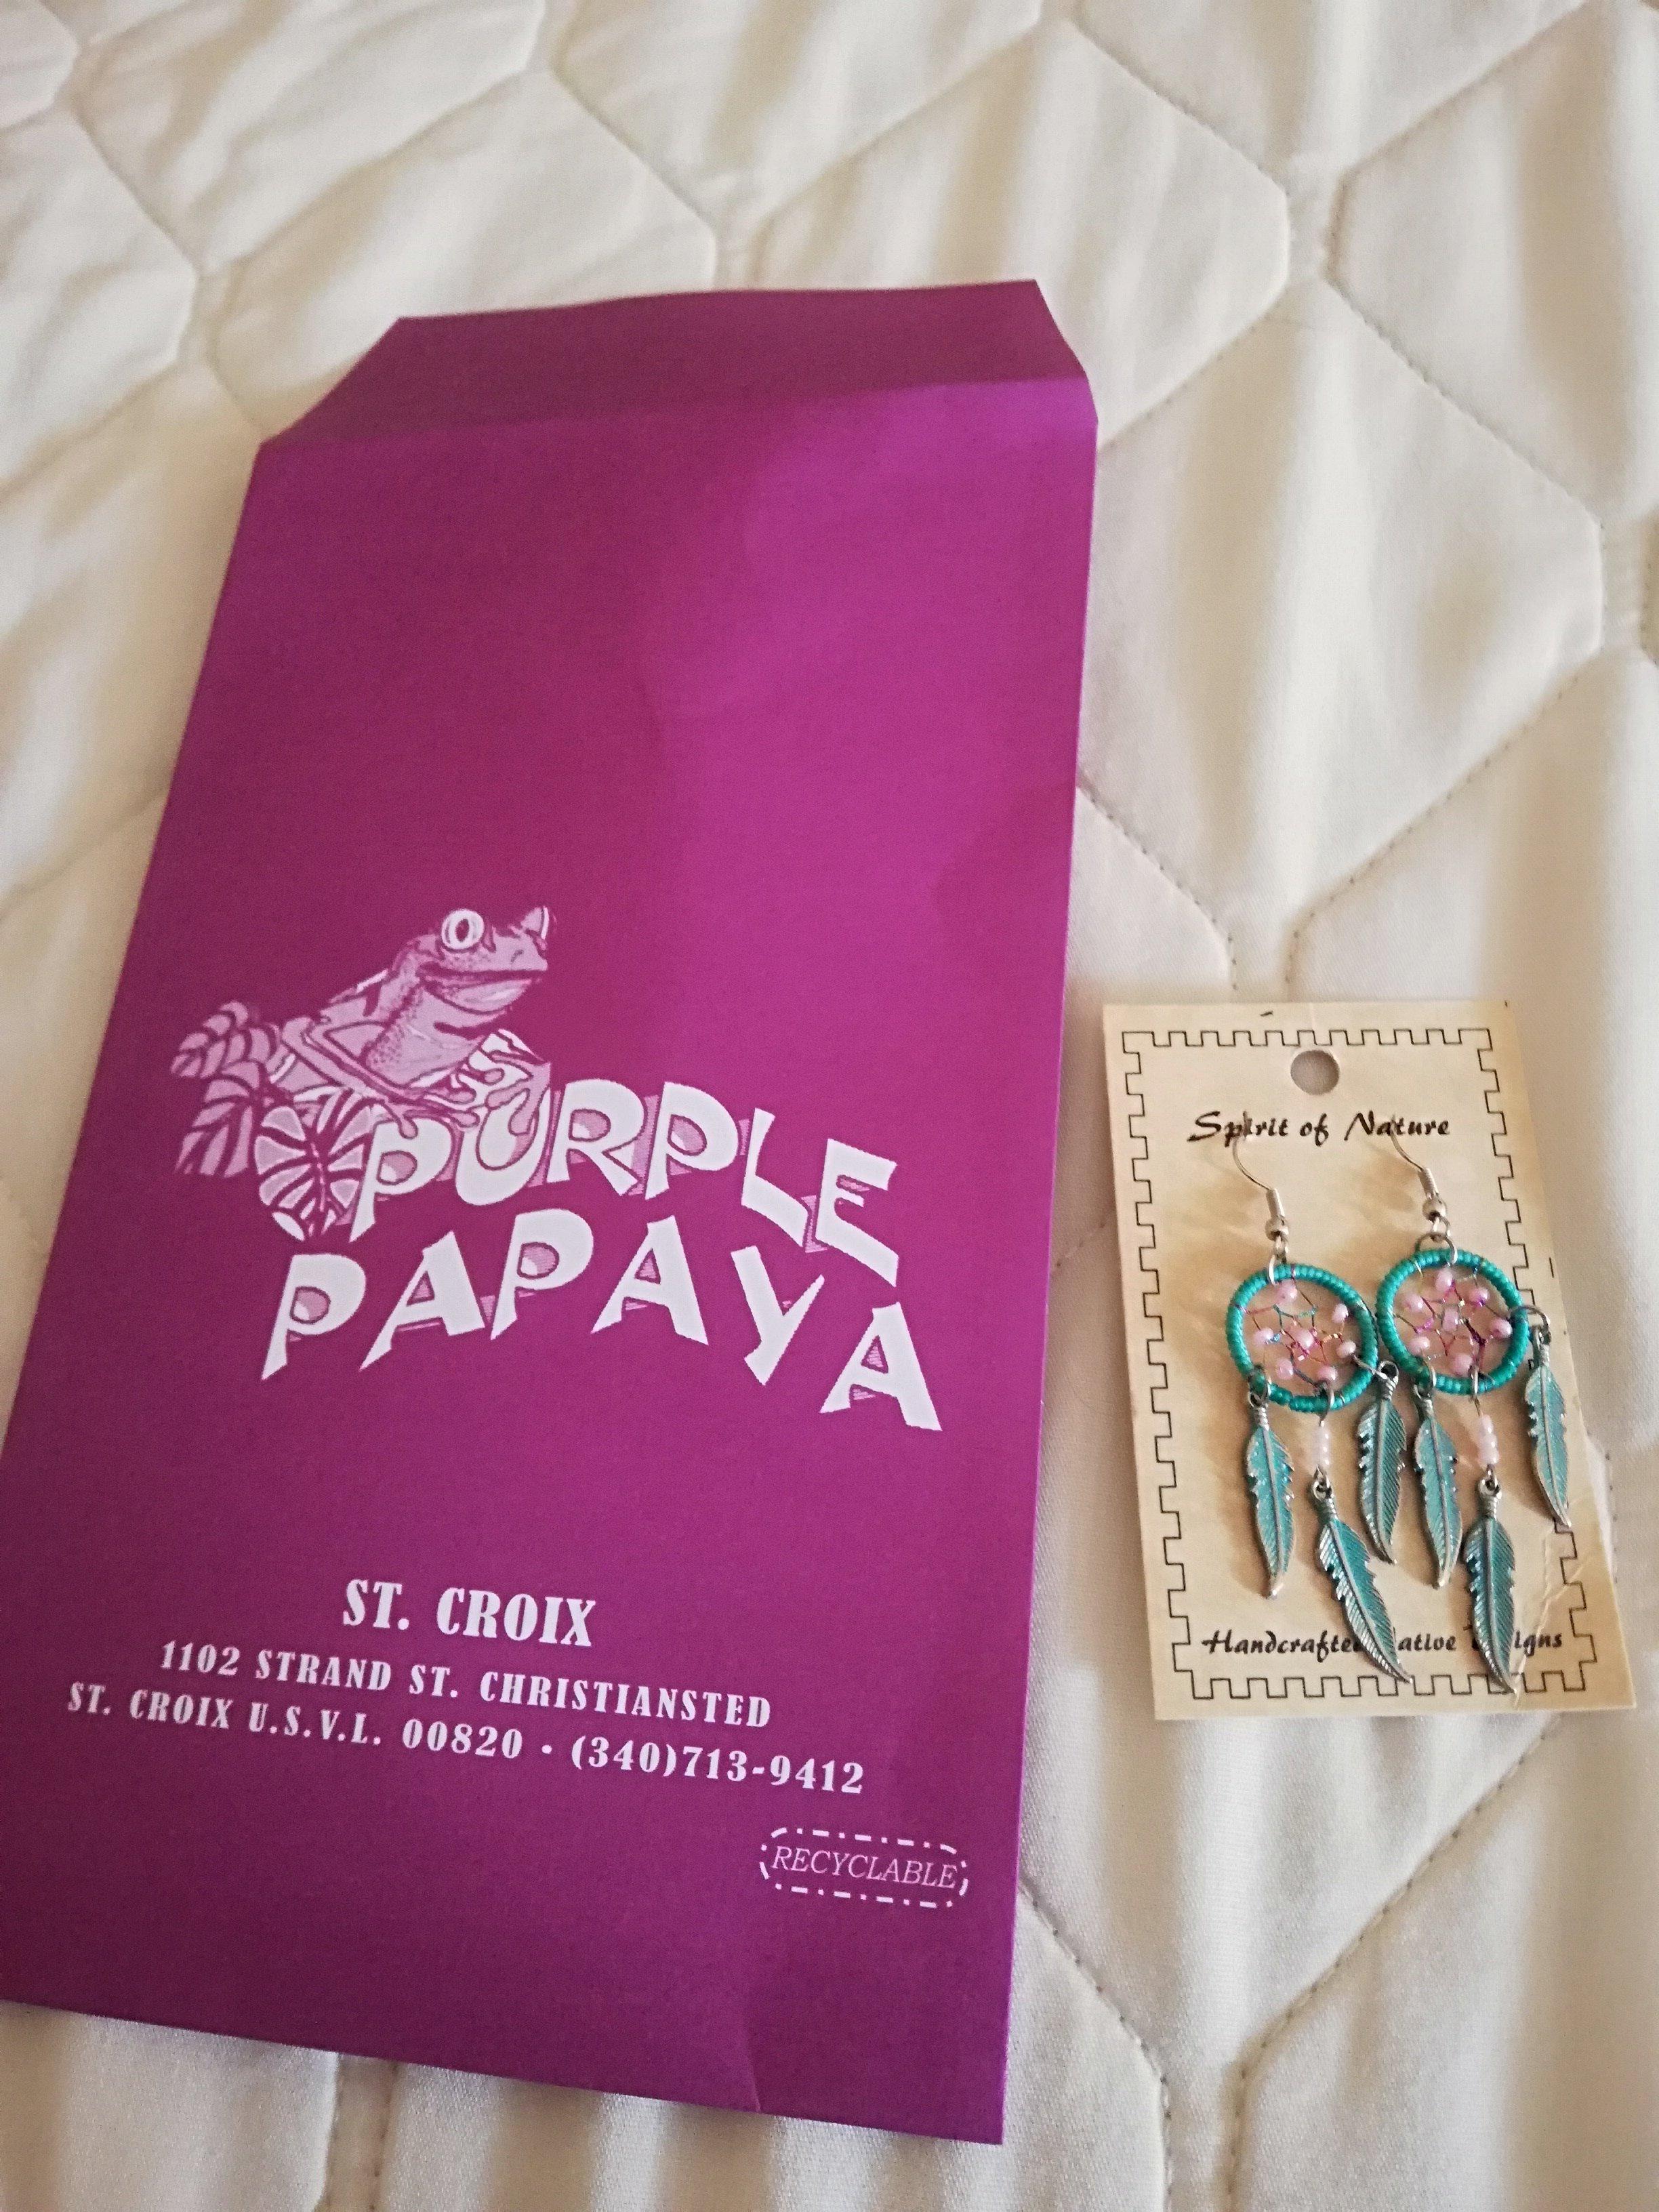 PURPLE
PAPAYA
ST. CROIX
1102 STRAND ST. CHRISTIANSTED
ST. CROIX U.S.V.I. 00820 • (340)713-9412
RECYCLABLE
Spirit of Nature
Handcrafted